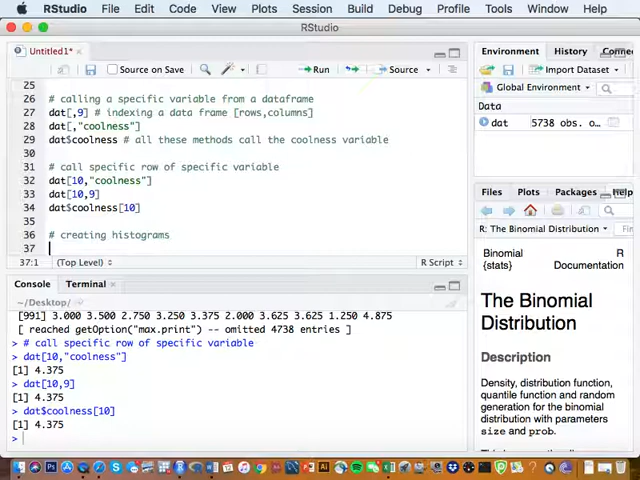 RStudio File Edit Code View Plots Session Build Debug Profile Tools Window Help
RStudio
Untitled1*
Source on Save Run Source
25
26 # calling a specific variable from a dataframe
27 dat[,9] # indexing a data frame [rows,columns]
28 dat[,"coolness"]
29 dat$coolness # all these methods call the coolness variable
30
31 # call specific row of specific variable
32 dat[10,"coolness"]
33 dat[10,9]
34 dat$coolness[10]
35
36 # creating histograms
37
37:1 (Top Level) R Script
Console Terminal
~/Desktop/
[991] 3.000 3.500 2.750 3.250 3.375 2.000 3.625 3.625 1.250 4.875
[ reached getOption("max.print") -- omitted 4738 entries ]
> # call specific row of specific variable
> dat[10,"coolness"]
[1] 4.375
> dat[10,9]
[1] 4.375
> dat$coolness[10]
[1] 4.375
>
Environment History Connec
Import Dataset
Global Environment
Data
dat 5738 obs. o…
Files Plots Packages
R: The Binomial Distribution Fin
Binomial R
{stats} Documentation
The Binomial
Distribution
Description
Density, distribution function,
quantile function and random
generation for the binomial
distribution with parameters
size and prob.